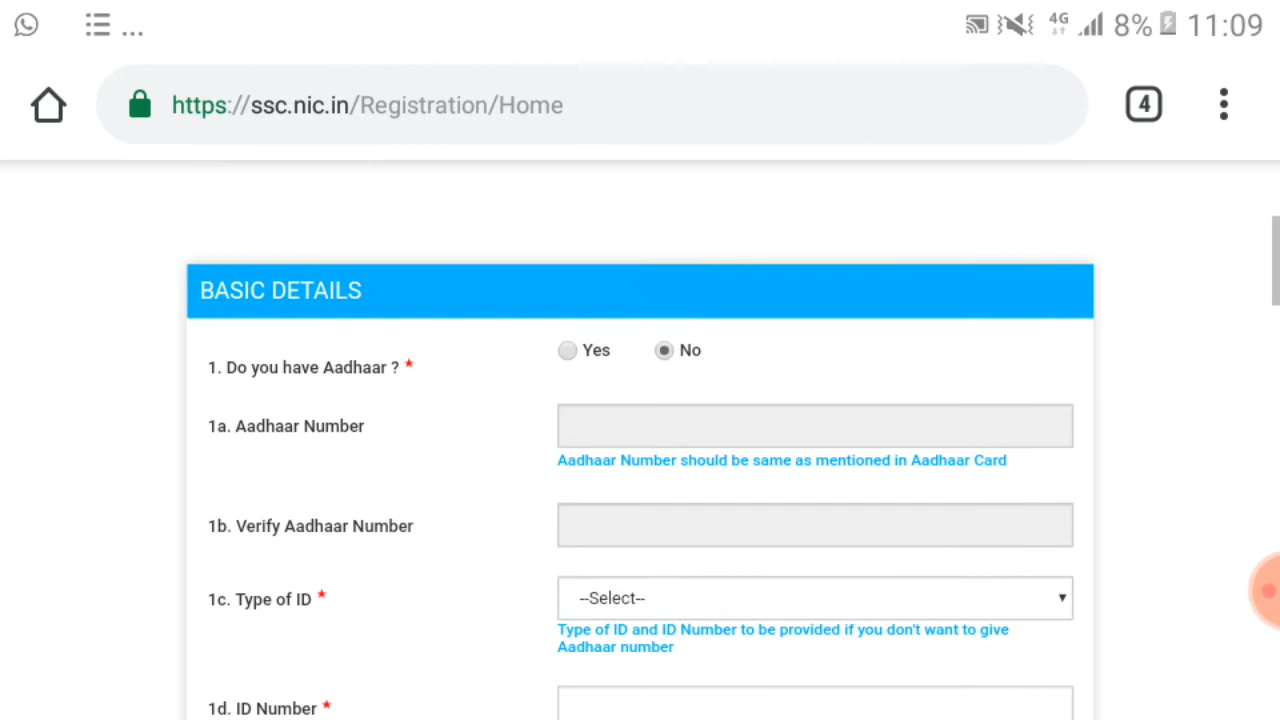 ... 4G 8% 11:09
https://ssc.nic.in/Registration/Home 4
BASIC DETAILS
1. Do you have Aadhaar ? * Yes No
1a. Aadhaar Number
Aadhaar Number should be same as mentioned in Aadhaar Card
1b. Verify Aadhaar Number
1c. Type of ID * --Select--
Type of ID and ID Number to be provided if you don't want to give
Aadhaar number
1d. ID Number *